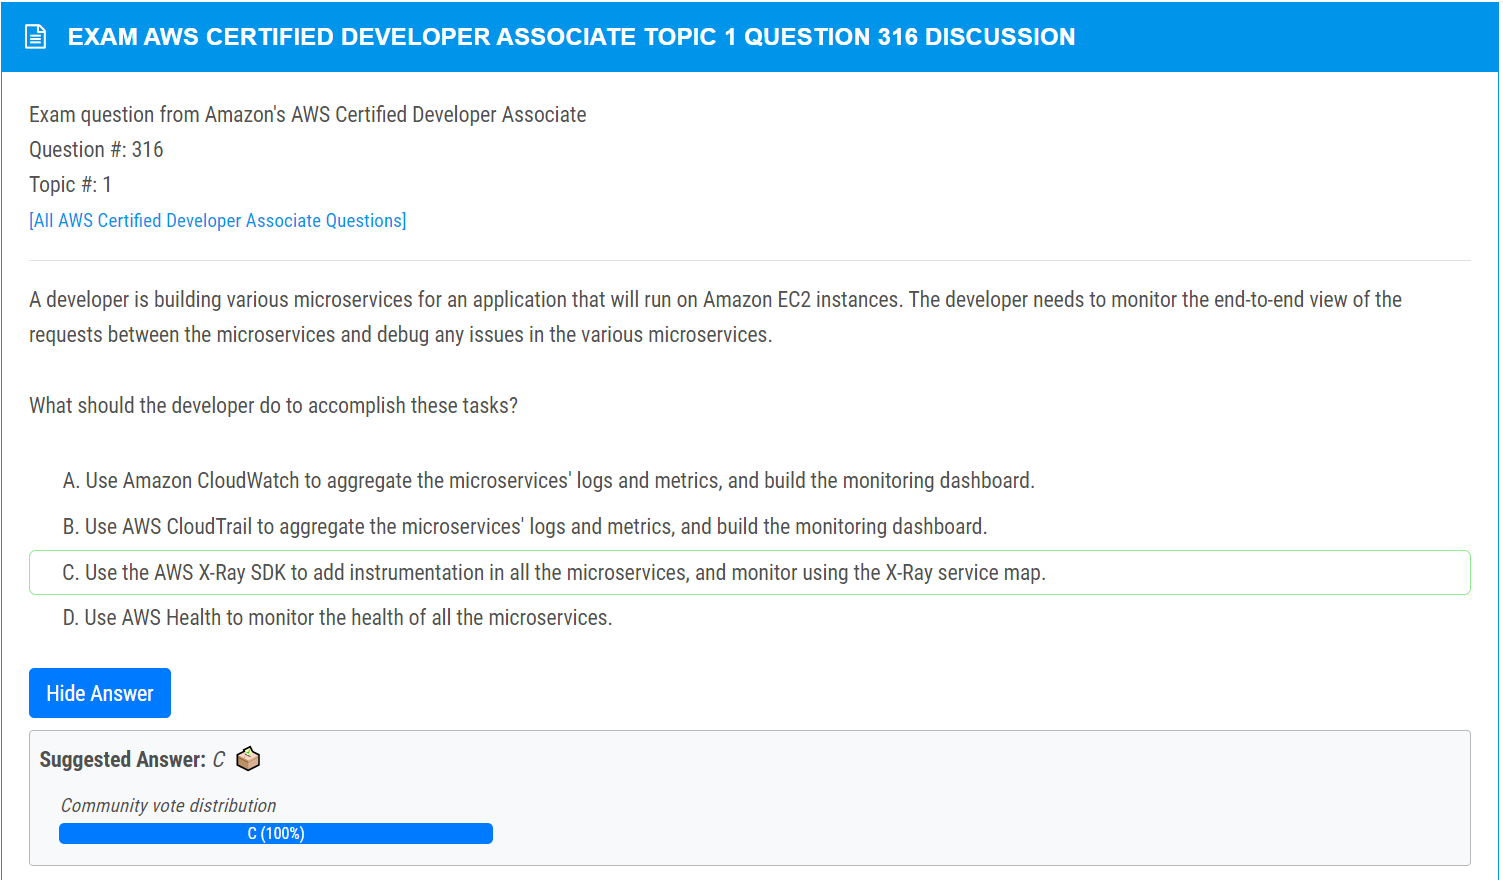 EXAM AWS CERTIFIED DEVELOPER ASSOCIATE TOPIC 1 QUESTION 316 DISCUSSION
Exam question from Amazon's AWS Certified Developer Associate
Question #: 316
Topic #: 1
[All AWS Certified Developer Associate Questions]
A developer is building various microservices for an application that will run on Amazon EC2 instances. The developer needs to monitor the end-to-end view of the
requests between the microservices and debug any issues in the various microservices.
What should the developer do to accomplish these tasks?
A. Use Amazon CloudWatch to aggregate the microservices' logs and metrics, and build the monitoring dashboard.
B. Use AWS CloudTrail to aggregate the microservices' logs and metrics, and build the monitoring dashboard.
C. Use the AWS X-Ray SDK to add instrumentation in all the microservices, and monitor using the X-Ray service map.
D. Use AWS Health to monitor the health of all the microservices.
Hide Answer
Suggested Answer: C
Community vote distribution
C (100%)